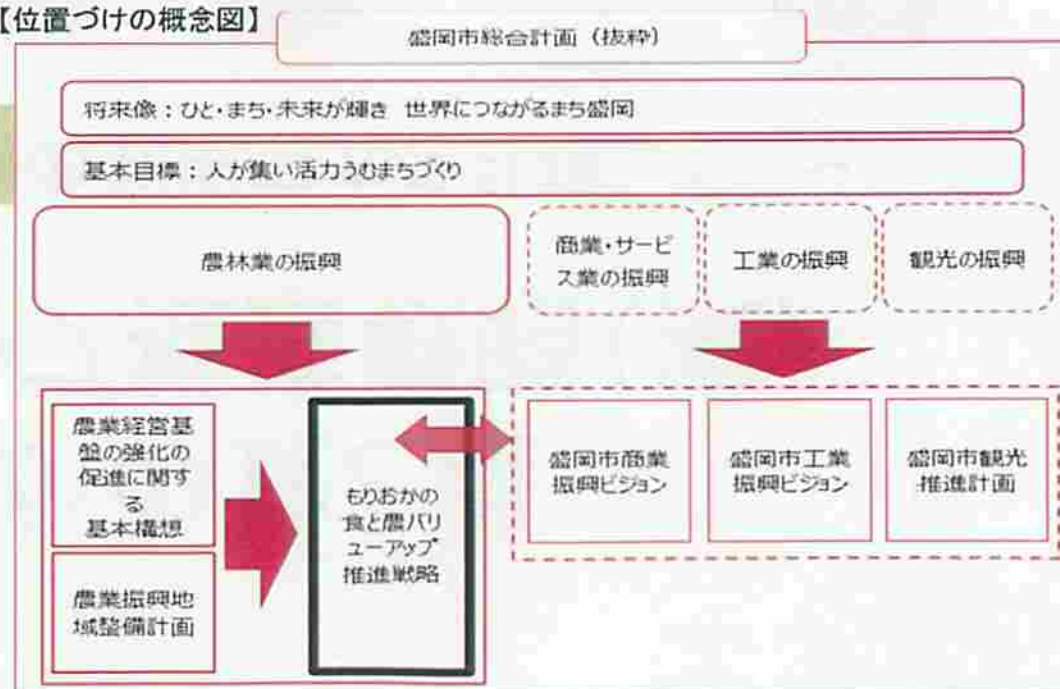 【位置づけの概念図】
盛岡市総合計画（抜粋）
将来像：ひと・まち・未来が輝き 世界につながるまち盛岡
基本目標：人が集い活力うむまちづくり
農林業の振興
商業・サービ
ス業の振興
工業の振興
観光の振興
農業経営基
盤の強化の
促進に関す
る
基本構想
農業振興地
域整備計画
もりおかの
食と農バリ
ューアップ
推進戦略
盛岡市商業
振興ビジョン
盛岡市工業
振興ビジョン
盛岡市観光
推進計画